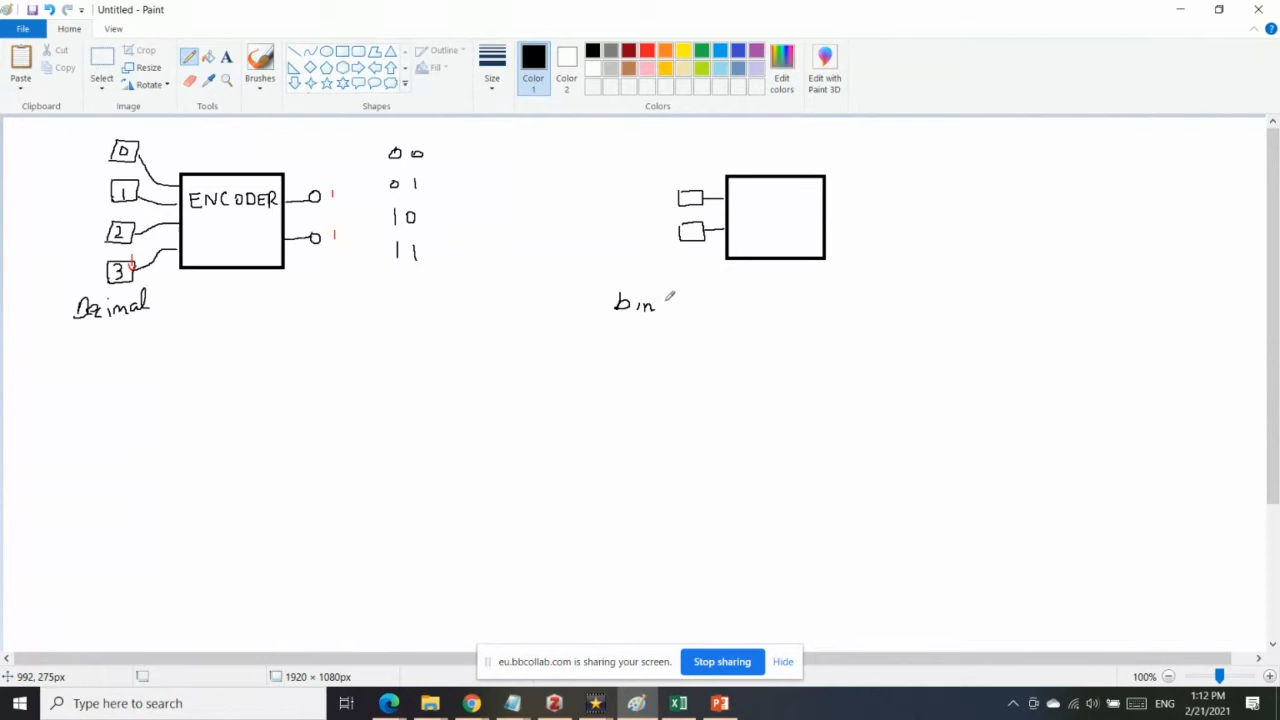 Untitled - Paint
File
Home
View
Paste
Cut
Copy
Clipboard
Select
Crop
Resize
Rotate
Image
Tools
Brushes
Shapes
Outline
Fill
Size
Color 1
Color 2
Colors
Edit colors
Edit with Paint 3D
0
1
2
3
Dezimal
ENCODER
1
1
0 0
0 1
1 0
1 1
bin
eu.bbcollab.com is sharing your screen.
Stop sharing
Hide
992, 275px
1920 × 1080px
100%
Type here to search
ENG
1:12 PM
2/21/2021